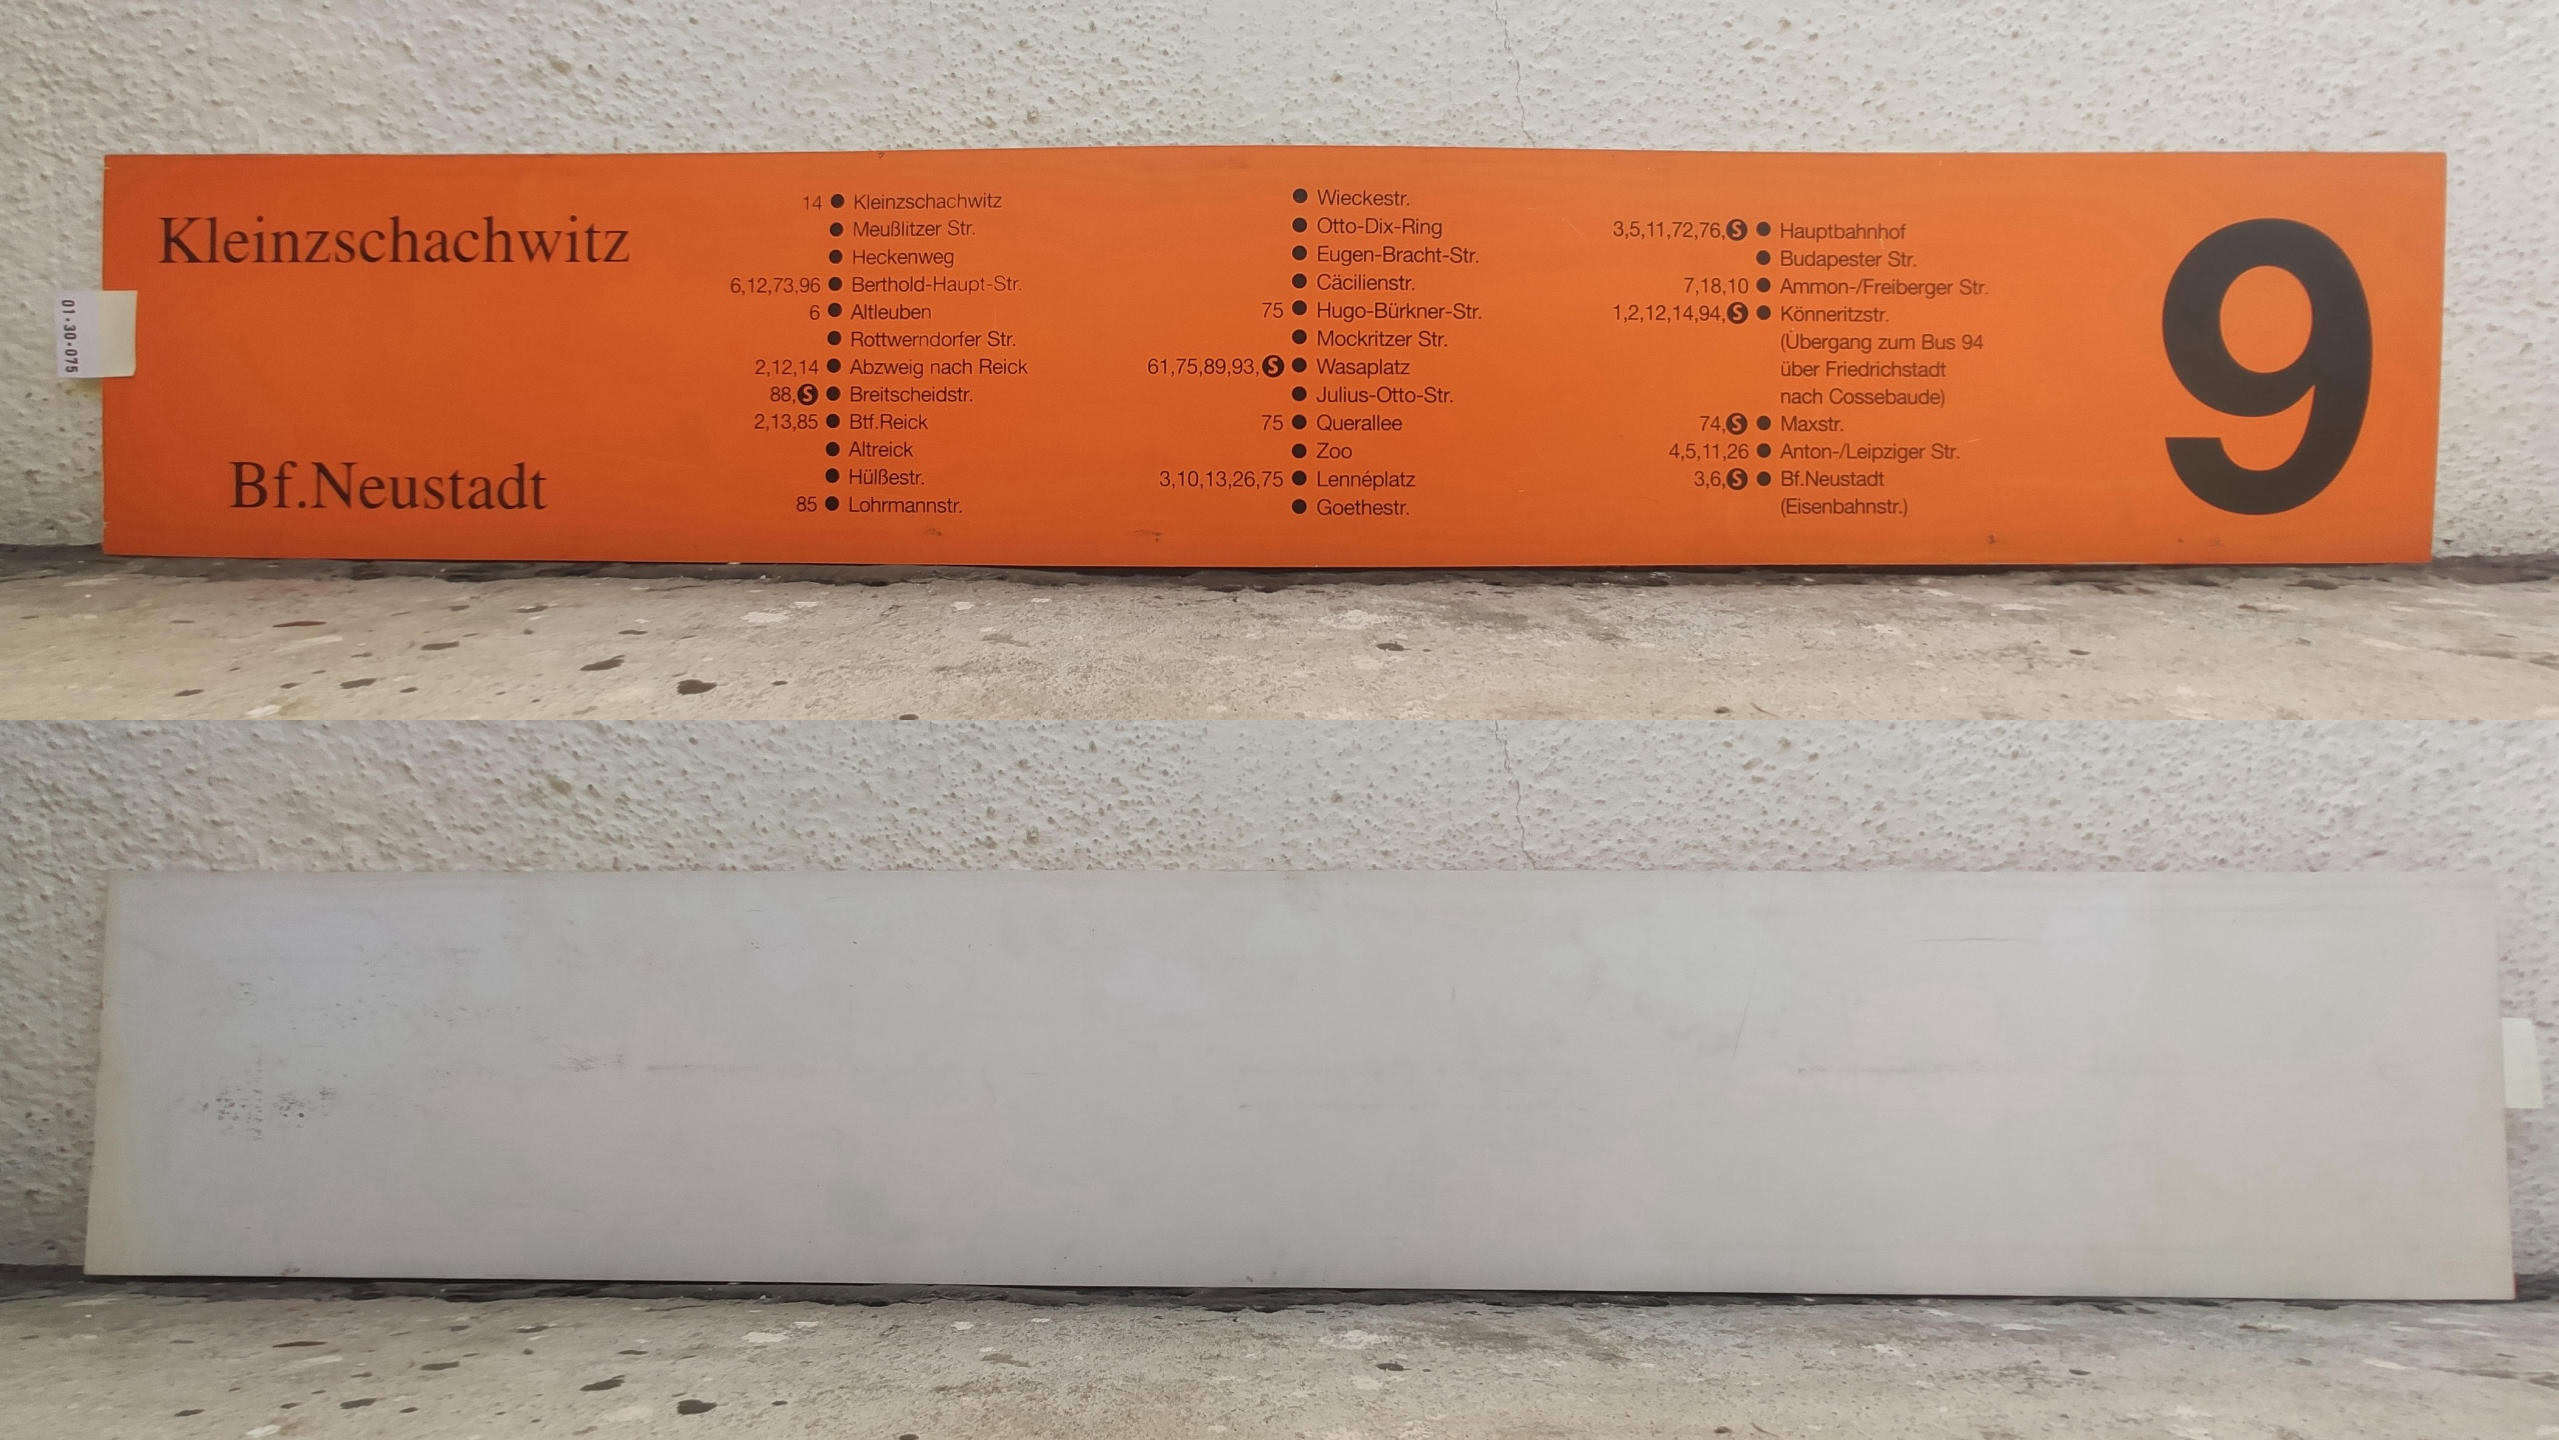 Kleinzschachwitz
Bf.Neustadt
01·30·075
14 ● Kleinzschachwitz
● Meußlitzer Str.
● Heckenweg
6,12,73,96 ● Berthold-Haupt-Str.
6 ● Altleuben
● Rottwerndorfer Str.
2,12,14 ● Abzweig nach Reick
88,S ● Breitscheidstr.
2,13,85 ● Btf.Reick
● Altreick
● Hülßestr.
85 ● Lohrmannstr.
● Wieckestr.
● Otto-Dix-Ring
● Eugen-Bracht-Str.
● Cäcilienstr.
75 ● Hugo-Bürkner-Str.
● Mockritzer Str.
61,75,89,93,S ● Wasaplatz
● Julius-Otto-Str.
75 ● Querallee
● Zoo
3,10,13,26,75 ● Lennéplatz
● Goethestr.
3,5,11,72,76,S ● Hauptbahnhof
● Budapester Str.
7,18,10 ● Ammon-/Freiberger Str.
1,2,12,14,94,S ● Könneritzstr.
(Übergang zum Bus 94
über Friedrichstadt
nach Cossebaude)
74,S ● Maxstr.
4,5,11,26 ● Anton-/Leipziger Str.
3,6,S ● Bf.Neustadt
(Eisenbahnstr.)
9